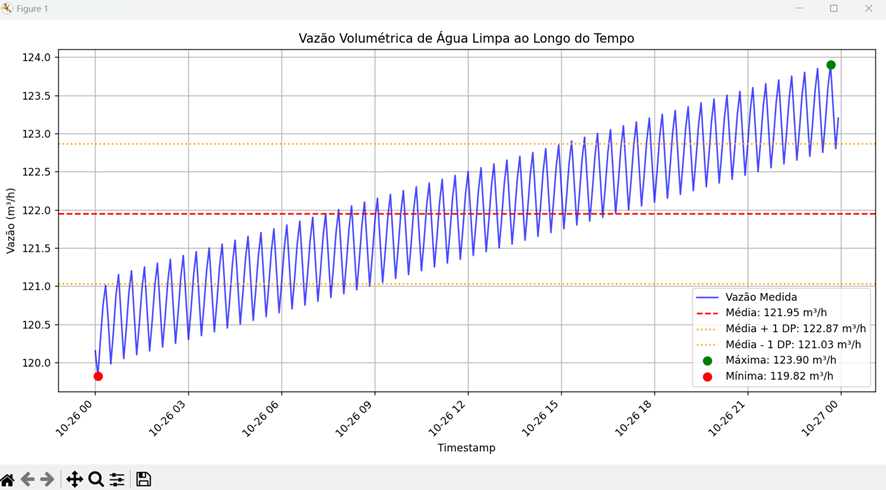 Figure 1
Vazão Volumétrica de Água Limpa ao Longo do Tempo
124.0
123.5
123.0
122.5
122.0
121.5
121.0
120.5
120.0
Vazão (m³/h)
Vazão Medida
Média: 121.95 m³/h
Média + 1 DP: 122.87 m³/h
Média - 1 DP: 121.03 m³/h
Máxima: 123.90 m³/h
Mínima: 119.82 m³/h
10-26 00
10-26 03
10-26 06
10-26 09
10-26 12
10-26 15
10-26 18
10-26 21
10-27 00
Timestamp